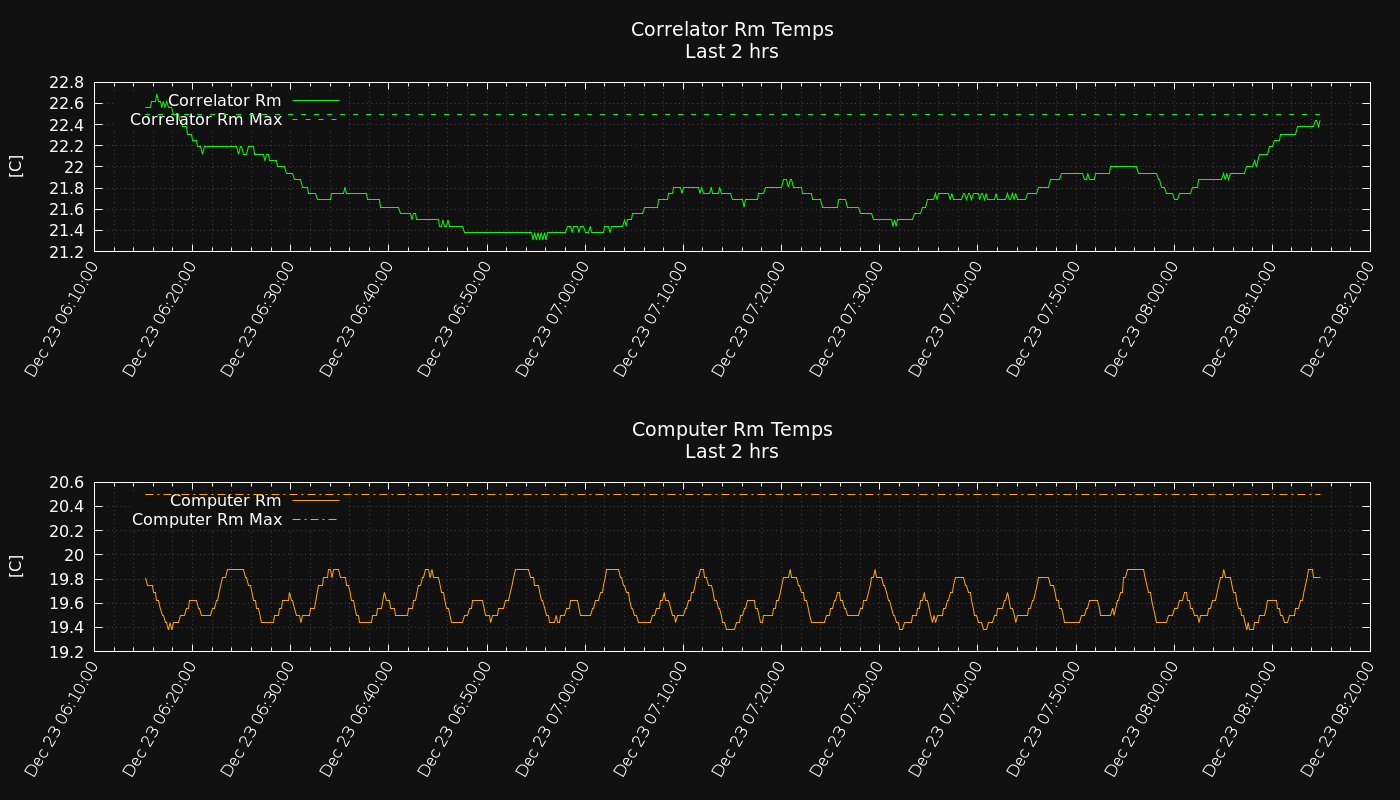 Correlator Rm Temps
Last 2 hrs
[C]
22.8
22.6
22.4
22.2
22
21.8
21.6
21.4
21.2
Correlator Rm
Correlator Rm Max
Dec 23 06:10:00
Dec 23 06:20:00
Dec 23 06:30:00
Dec 23 06:40:00
Dec 23 06:50:00
Dec 23 07:00:00
Dec 23 07:10:00
Dec 23 07:20:00
Dec 23 07:30:00
Dec 23 07:40:00
Dec 23 07:50:00
Dec 23 08:00:00
Dec 23 08:10:00
Dec 23 08:20:00
Computer Rm Temps
Last 2 hrs
[C]
20.6
20.4
20.2
20
19.8
19.6
19.4
19.2
Computer Rm
Computer Rm Max
Dec 23 06:10:00
Dec 23 06:20:00
Dec 23 06:30:00
Dec 23 06:40:00
Dec 23 06:50:00
Dec 23 07:00:00
Dec 23 07:10:00
Dec 23 07:20:00
Dec 23 07:30:00
Dec 23 07:40:00
Dec 23 07:50:00
Dec 23 08:00:00
Dec 23 08:10:00
Dec 23 08:20:00